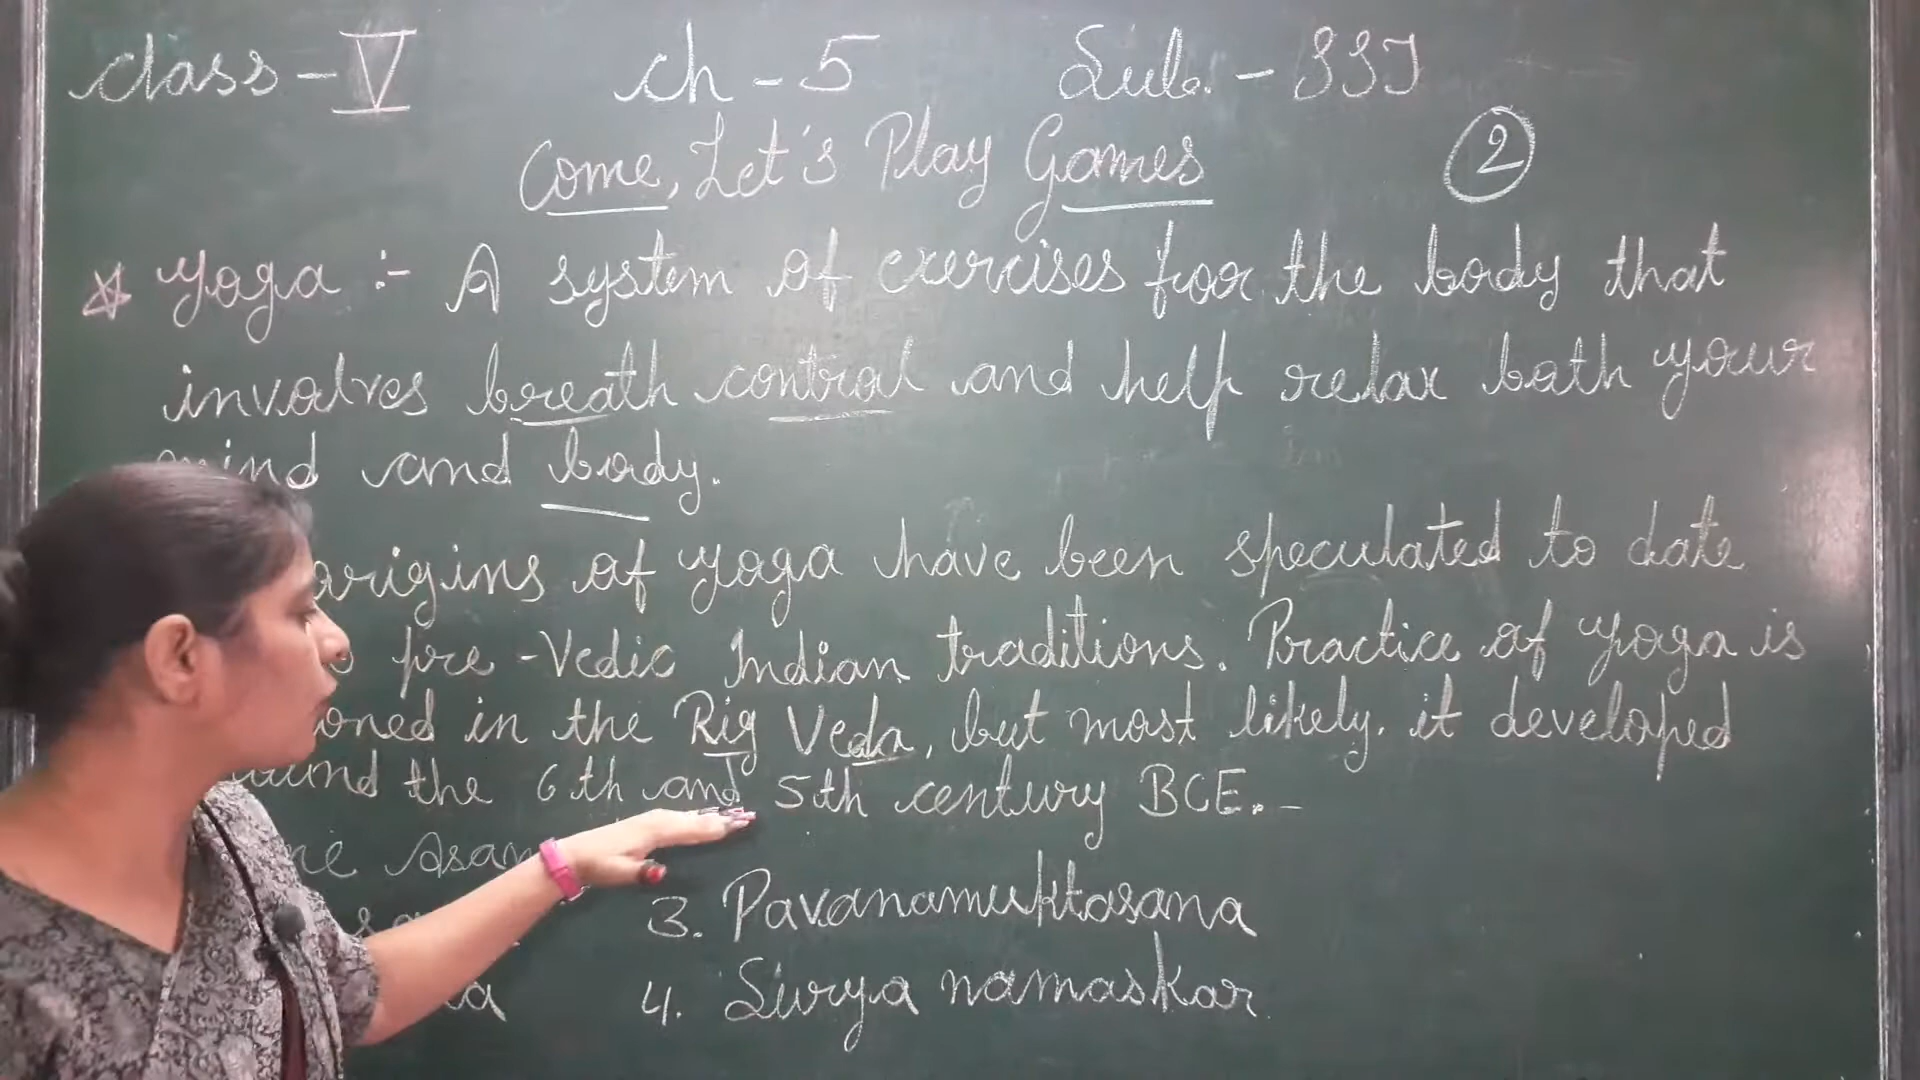 Class - V ch - 5 Sub. - SST
Come, Let's Play Games 2
Yoga :- A system of exercises for the body that
involves breath control and help relax both your
mind and body.
origins of yoga have been speculated to date
pre-Vedic Indian traditions. Practice of yoga is
in the Rig Veda, but most likely. it developed
the 6th and 5th century BCE. -
3. Pavanamuktasana
4. Surya namaskar